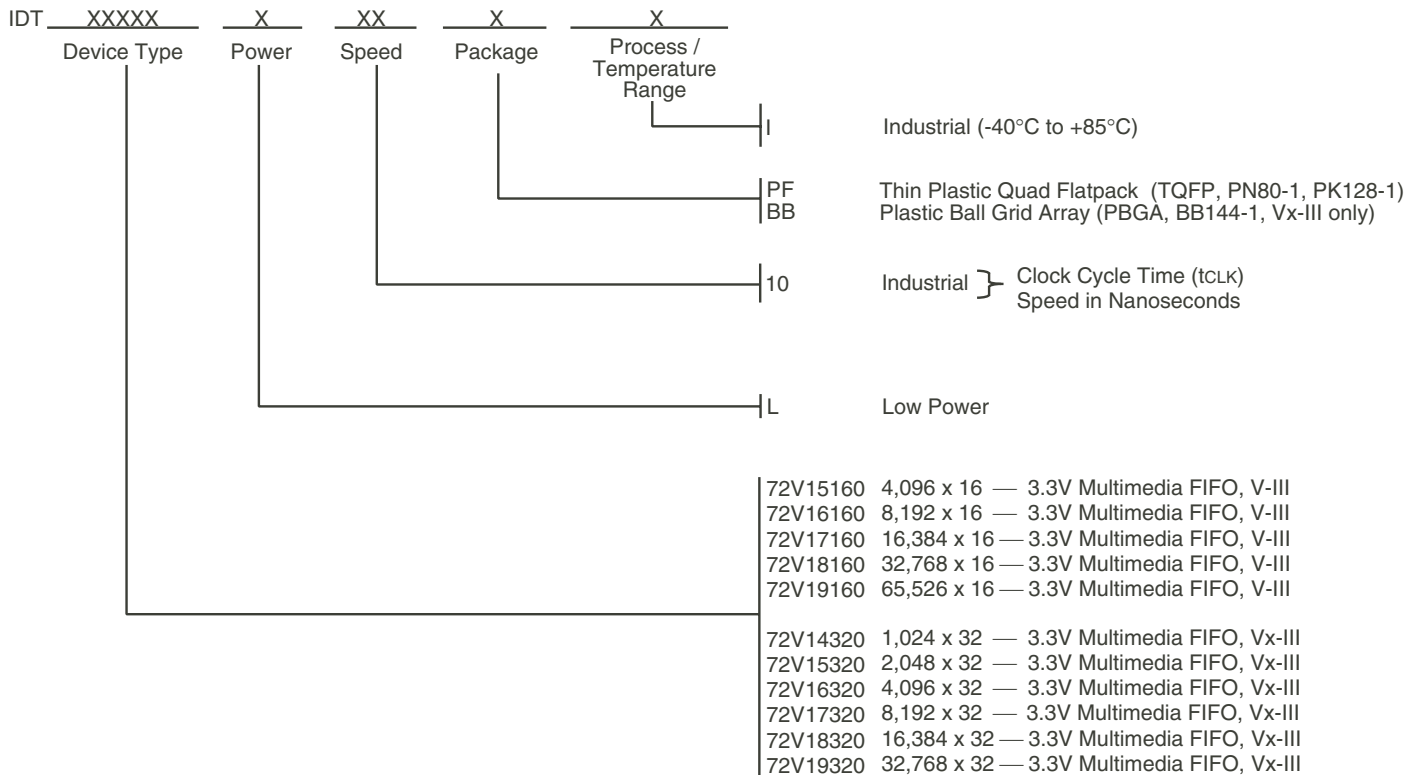 IDT XXXXX X XX X X
Device Type Power Speed Package Process /
Temperature
Range
I Industrial (-40°C to +85°C)
PF Thin Plastic Quad Flatpack (TQFP, PN80-1, PK128-1)
BB Plastic Ball Grid Array (PBGA, BB144-1, Vx-III only)
10 Industrial } Clock Cycle Time (tCLK)
Speed in Nanoseconds
L Low Power
72V15160 4,096 x 16 — 3.3V Multimedia FIFO, V-III
72V16160 8,192 x 16 — 3.3V Multimedia FIFO, V-III
72V17160 16,384 x 16 — 3.3V Multimedia FIFO, V-III
72V18160 32,768 x 16 — 3.3V Multimedia FIFO, V-III
72V19160 65,526 x 16 — 3.3V Multimedia FIFO, V-III
72V14320 1,024 x 32 — 3.3V Multimedia FIFO, Vx-III
72V15320 2,048 x 32 — 3.3V Multimedia FIFO, Vx-III
72V16320 4,096 x 32 — 3.3V Multimedia FIFO, Vx-III
72V17320 8,192 x 32 — 3.3V Multimedia FIFO, Vx-III
72V18320 16,384 x 32 — 3.3V Multimedia FIFO, Vx-III
72V19320 32,768 x 32 — 3.3V Multimedia FIFO, Vx-III